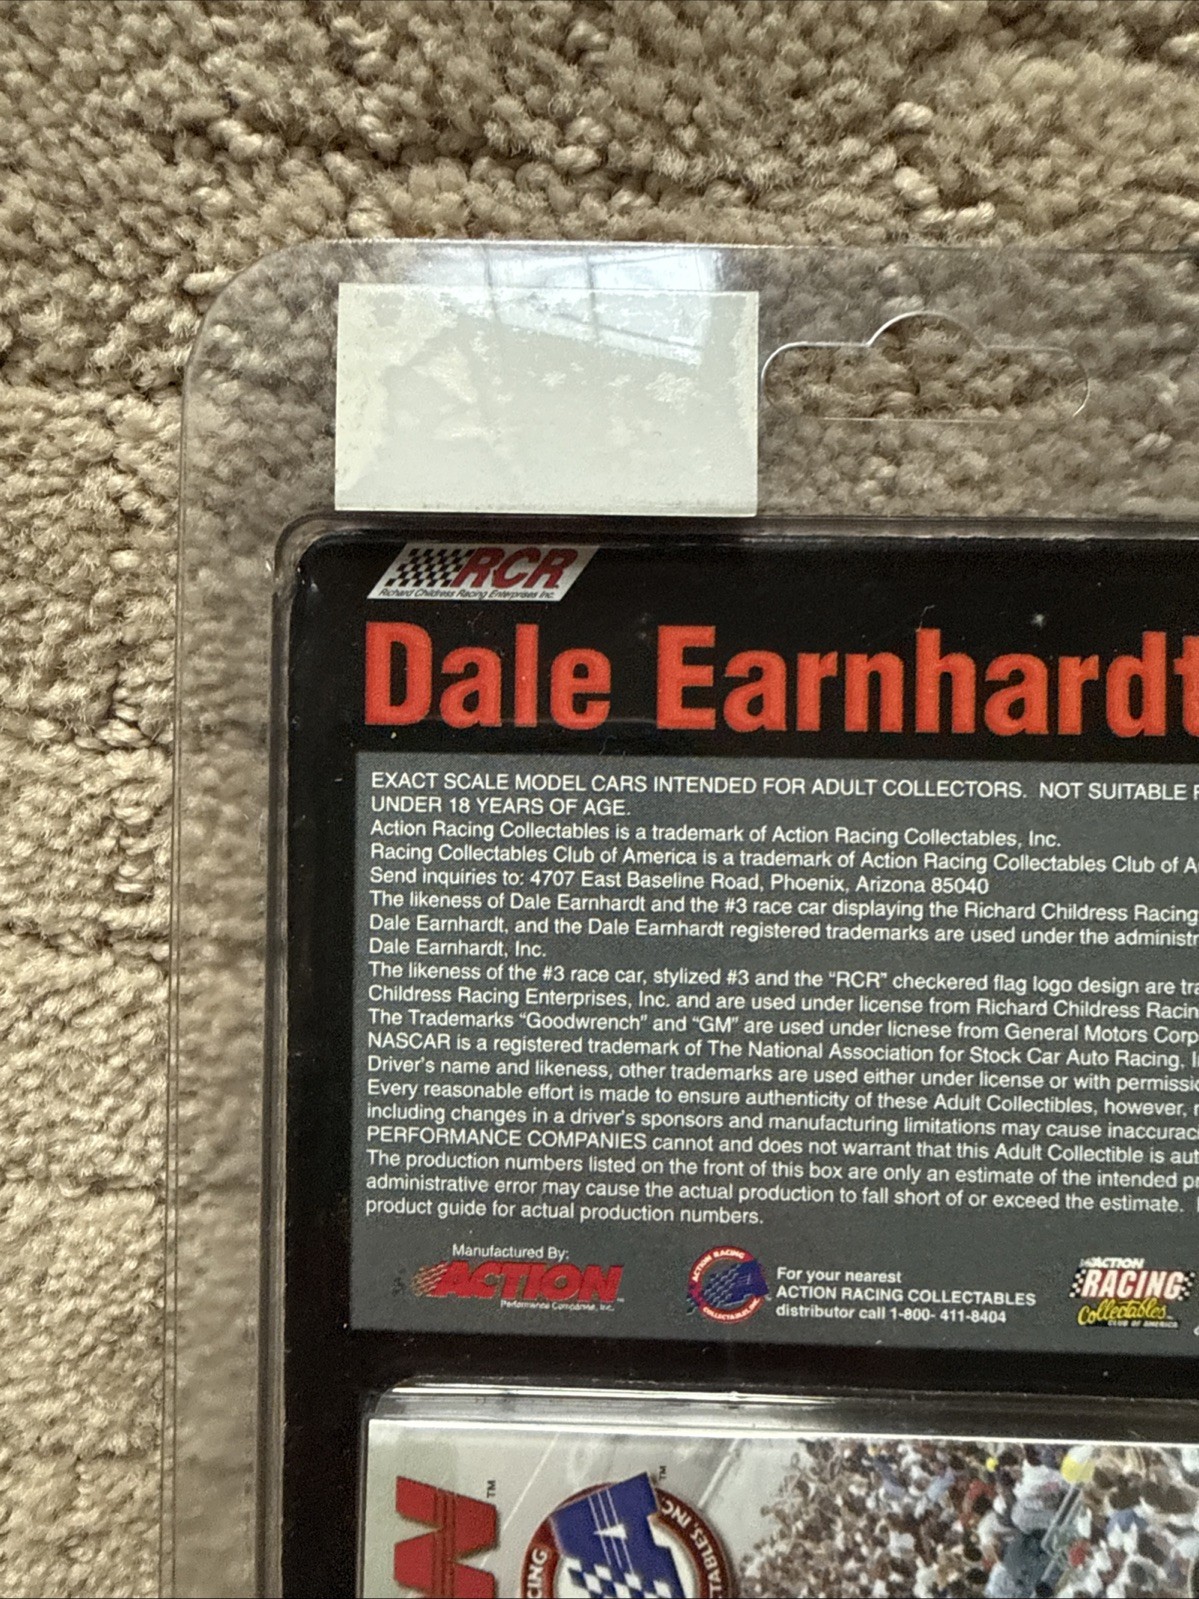 RCR
Richard Childress Racing Enterprises Inc.
Dale Earnhardt
EXACT SCALE MODEL CARS INTENDED FOR ADULT COLLECTORS. NOT SUITABLE
UNDER 18 YEARS OF AGE.
Action Racing Collectables is a trademark of Action Racing Collectables, Inc.
Racing Collectables Club of America is a trademark of Action Racing Collectables Club of
Send inquiries to: 4707 East Baseline Road, Phoenix, Arizona 85040
The likeness of Dale Earnhardt and the #3 race car displaying the Richard Childress Racing
Dale Earnhardt, and the Dale Earnhardt registered trademarks are used under the
Dale Earnhardt, Inc.
The likeness of the #3 race car, stylized #3 and the “RCR” checkered flag logo design are
Childress Racing Enterprises, Inc. and are used under license from Richard Childress
The Trademarks “Goodwrench” and “GM” are used under licnese from General Motors
NASCAR is a registered trademark of The National Association for Stock Car Auto Racing,
Driver's name and likeness, other trademarks are used either under license or with
Every reasonable effort is made to ensure authenticity of these Adult Collectibles, however,
including changes in a driver's sponsors and manufacturing limitations may cause
PERFORMANCE COMPANIES cannot and does not warrant that this Adult Collectible is
The production numbers listed on the front of this box are only an estimate of the intended
administrative error may cause the actual production to fall short of or exceed the estimate.
product guide for actual production numbers.
Manufactured By:
ACTION
Performance Companies, Inc.
ACTION RACING
COLLECTABLES, INC.
For your nearest
ACTION RACING COLLECTABLES
distributor call 1-800- 411-8404
ACTION
RACING
Collectables
CLUB OF AMERICA
TM
TM